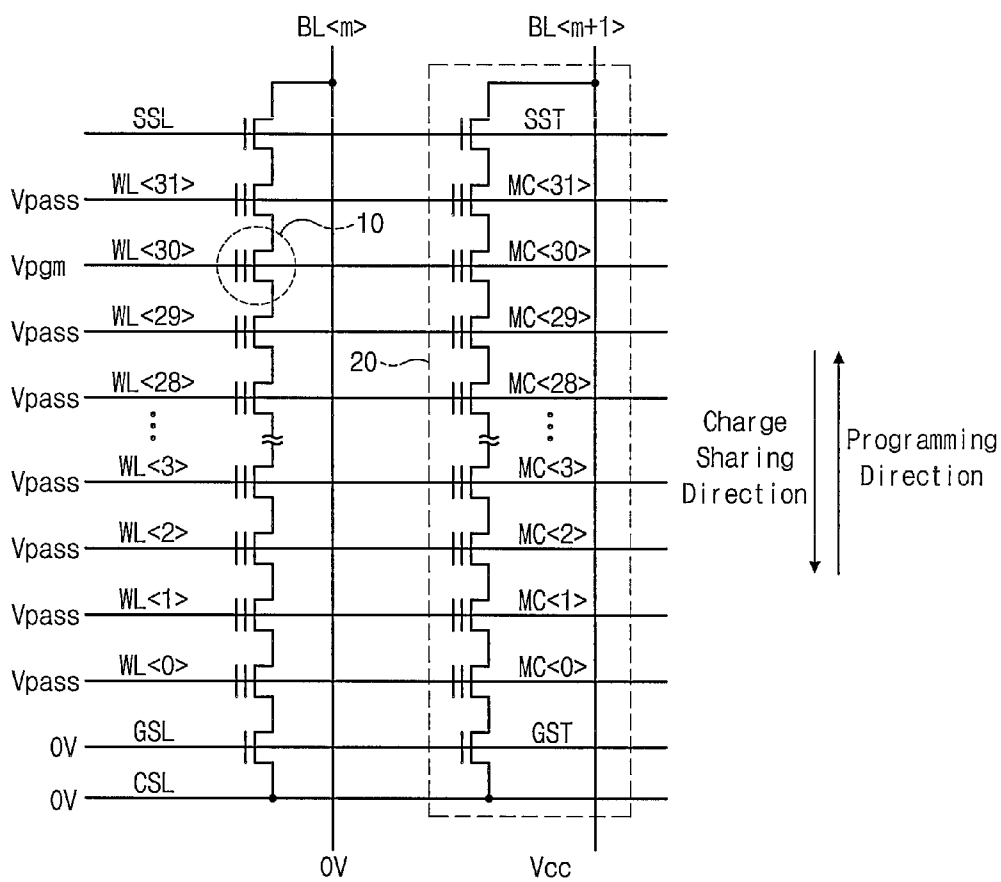 BL<m> BL<m+1>
SSL SST
Vpass WL<31> MC<31>
10
Vpgm WL<30> MC<30>
Vpass WL<29> MC<29>
20
Vpass WL<28> MC<28>
Charge
Sharing
Direction
Programming
Direction
Vpass WL<3> MC<3>
Vpass WL<2> MC<2>
Vpass WL<1> MC<1>
Vpass WL<0> MC<0>
0V GSL GST
0V CSL
0V Vcc